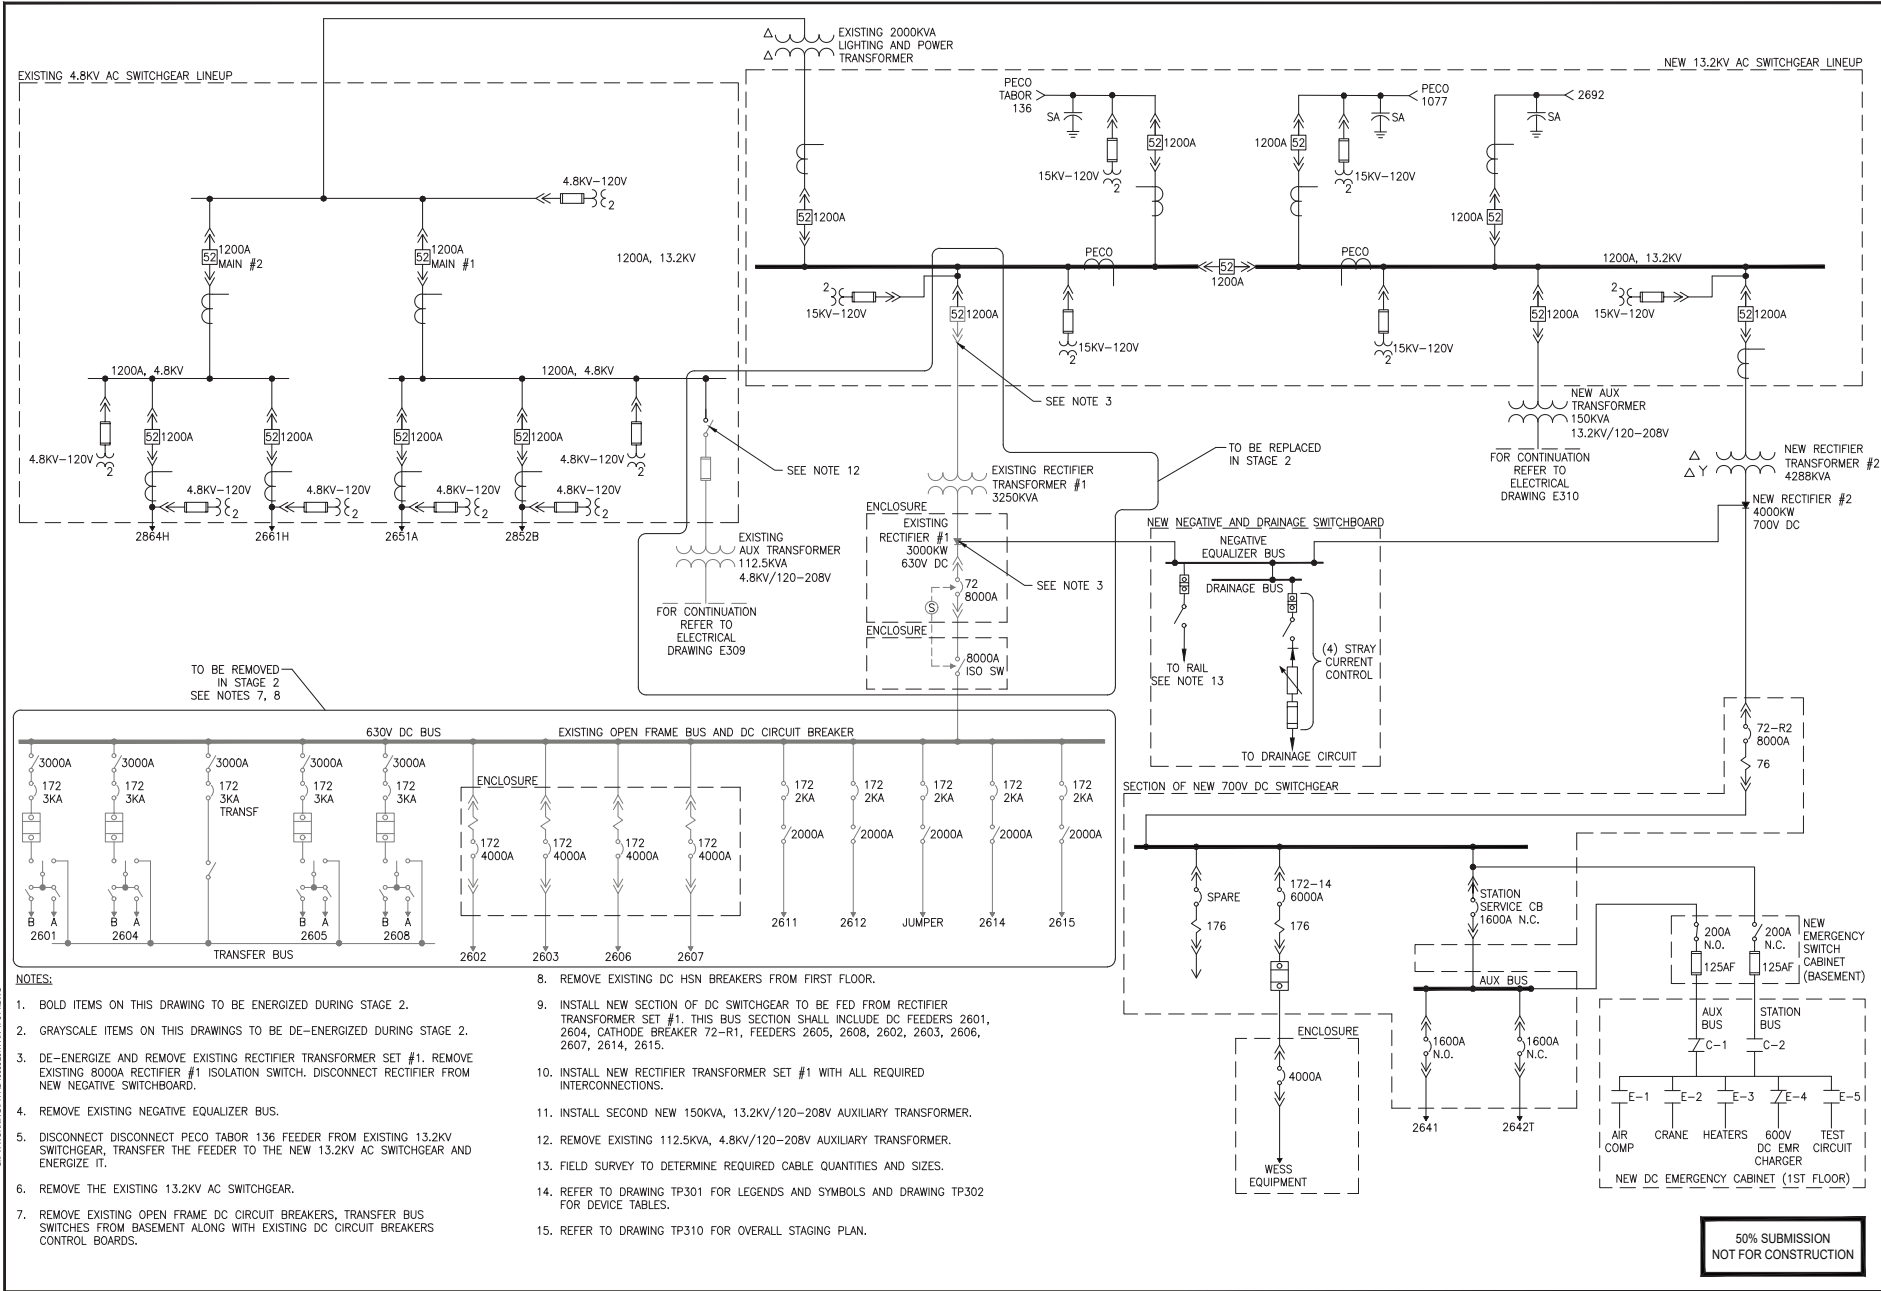 EXISTING 2000KVA
LIGHTING AND POWER
TRANSFORMER
Δ
Δ
EXISTING 4.8KV AC SWITCHGEAR LINEUP
4.8KV-120V
2
52
1200A
MAIN #2
52
1200A
MAIN #1
1200A, 13.2KV
1200A, 4.8KV
1200A, 4.8KV
4.8KV-120V
2
52
1200A
52
1200A
52
1200A
52
1200A
4.8KV-120V
2
4.8KV-120V
2
4.8KV-120V
2
4.8KV-120V
2
4.8KV-120V
2
2864H
2661H
2651A
2852B
SEE NOTE 12
EXISTING
AUX TRANSFORMER
112.5KVA
4.8KV/120-208V
FOR CONTINUATION
REFER TO
ELECTRICAL
DRAWING E309
NEW 13.2KV AC SWITCHGEAR LINEUP
PECO
TABOR
136
SA
52
1200A
15KV-120V
2
PECO
1077
SA
1200A
52
15KV-120V
2
2692
SA
1200A
52
52
1200A
PECO
52
1200A
PECO
1200A, 13.2KV
2
15KV-120V
52
1200A
15KV-120V
2
15KV-120V
2
52
1200A
2
15KV-120V
52
1200A
SEE NOTE 3
TO BE REPLACED
IN STAGE 2
NEW AUX
TRANSFORMER
150KVA
13.2KV/120-208V
FOR CONTINUATION
REFER TO
ELECTRICAL
DRAWING E310
Δ
Δ Y
NEW RECTIFIER
TRANSFORMER #2
4288KVA
NEW RECTIFIER #2
4000KW
700V DC
EXISTING RECTIFIER
TRANSFORMER #1
3250KVA
ENCLOSURE
EXISTING
RECTIFIER #1
3000KW
630V DC
72
8000A
S
ENCLOSURE
8000A
ISO SW
SEE NOTE 3
NEW NEGATIVE AND DRAINAGE SWITCHBOARD
NEGATIVE
EQUALIZER BUS
DRAINAGE BUS
(4) STRAY
CURRENT
CONTROL
TO RAIL
SEE NOTE 13
TO DRAINAGE CIRCUIT
TO BE REMOVED
IN STAGE 2
SEE NOTES 7, 8
630V DC BUS
EXISTING OPEN FRAME BUS AND DC CIRCUIT BREAKER
3000A
172
3KA
B A
2601
3000A
172
3KA
B A
2604
3000A
172
3KA
TRANSF
3000A
172
3KA
B A
2605
3000A
172
3KA
B A
2608
TRANSFER BUS
ENCLOSURE
172
4000A
172
4000A
172
4000A
172
4000A
2602
2603
2606
2607
172
2KA
2000A
2611
172
2KA
2000A
2612
172
2KA
2000A
JUMPER
172
2KA
2000A
2614
172
2KA
2000A
2615
72-R2
8000A
76
SECTION OF NEW 700V DC SWITCHGEAR
SPARE
176
172-14
6000A
176
STATION
SERVICE CB
1600A N.C.
AUX BUS
1600A
N.O.
1600A
N.C.
2641
2642T
ENCLOSURE
4000A
WESS
EQUIPMENT
200A
N.O.
125AF
200A
N.C.
125AF
NEW
EMERGENCY
SWITCH
CABINET
(BASEMENT)
AUX
BUS
C-1
STATION
BUS
C-2
E-1
E-2
E-3
E-4
E-5
AIR
COMP
CRANE
HEATERS
600V
DC EMR
CHARGER
TEST
CIRCUIT
NEW DC EMERGENCY CABINET (1ST FLOOR)
NOTES:
1. BOLD ITEMS ON THIS DRAWING TO BE ENERGIZED DURING STAGE 2.
2. GRAYSCALE ITEMS ON THIS DRAWINGS TO BE DE-ENERGIZED DURING STAGE 2.
3. DE-ENERGIZE AND REMOVE EXISTING RECTIFIER TRANSFORMER SET #1. REMOVE
EXISTING 8000A RECTIFIER #1 ISOLATION SWITCH. DISCONNECT RECTIFIER FROM
NEW NEGATIVE SWITCHBOARD.
4. REMOVE EXISTING NEGATIVE EQUALIZER BUS.
5. DISCONNECT DISCONNECT PECO TABOR 136 FEEDER FROM EXISTING 13.2KV
SWITCHGEAR, TRANSFER THE FEEDER TO THE NEW 13.2KV AC SWITCHGEAR AND
ENERGIZE IT.
6. REMOVE THE EXISTING 13.2KV AC SWITCHGEAR.
7. REMOVE EXISTING OPEN FRAME DC CIRCUIT BREAKERS, TRANSFER BUS
SWITCHES FROM BASEMENT ALONG WITH EXISTING DC CIRCUIT BREAKERS
CONTROL BOARDS.
8. REMOVE EXISTING DC HSN BREAKERS FROM FIRST FLOOR.
9. INSTALL NEW SECTION OF DC SWITCHGEAR TO BE FED FROM RECTIFIER
TRANSFORMER SET #1. THIS BUS SECTION SHALL INCLUDE DC FEEDERS 2601,
2604, CATHODE BREAKER 72-R1, FEEDERS 2605, 2608, 2602, 2603, 2606,
2607, 2614, 2615.
10. INSTALL NEW RECTIFIER TRANSFORMER SET #1 WITH ALL REQUIRED
INTERCONNECTIONS.
11. INSTALL SECOND NEW 150KVA, 13.2KV/120-208V AUXILIARY TRANSFORMER.
12. REMOVE EXISTING 112.5KVA, 4.8KV/120-208V AUXILIARY TRANSFORMER.
13. FIELD SURVEY TO DETERMINE REQUIRED CABLE QUANTITIES AND SIZES.
14. REFER TO DRAWING TP301 FOR LEGENDS AND SYMBOLS AND DRAWING TP302
FOR DEVICE TABLES.
15. REFER TO DRAWING TP310 FOR OVERALL STAGING PLAN.
50% SUBMISSION
NOT FOR CONSTRUCTION